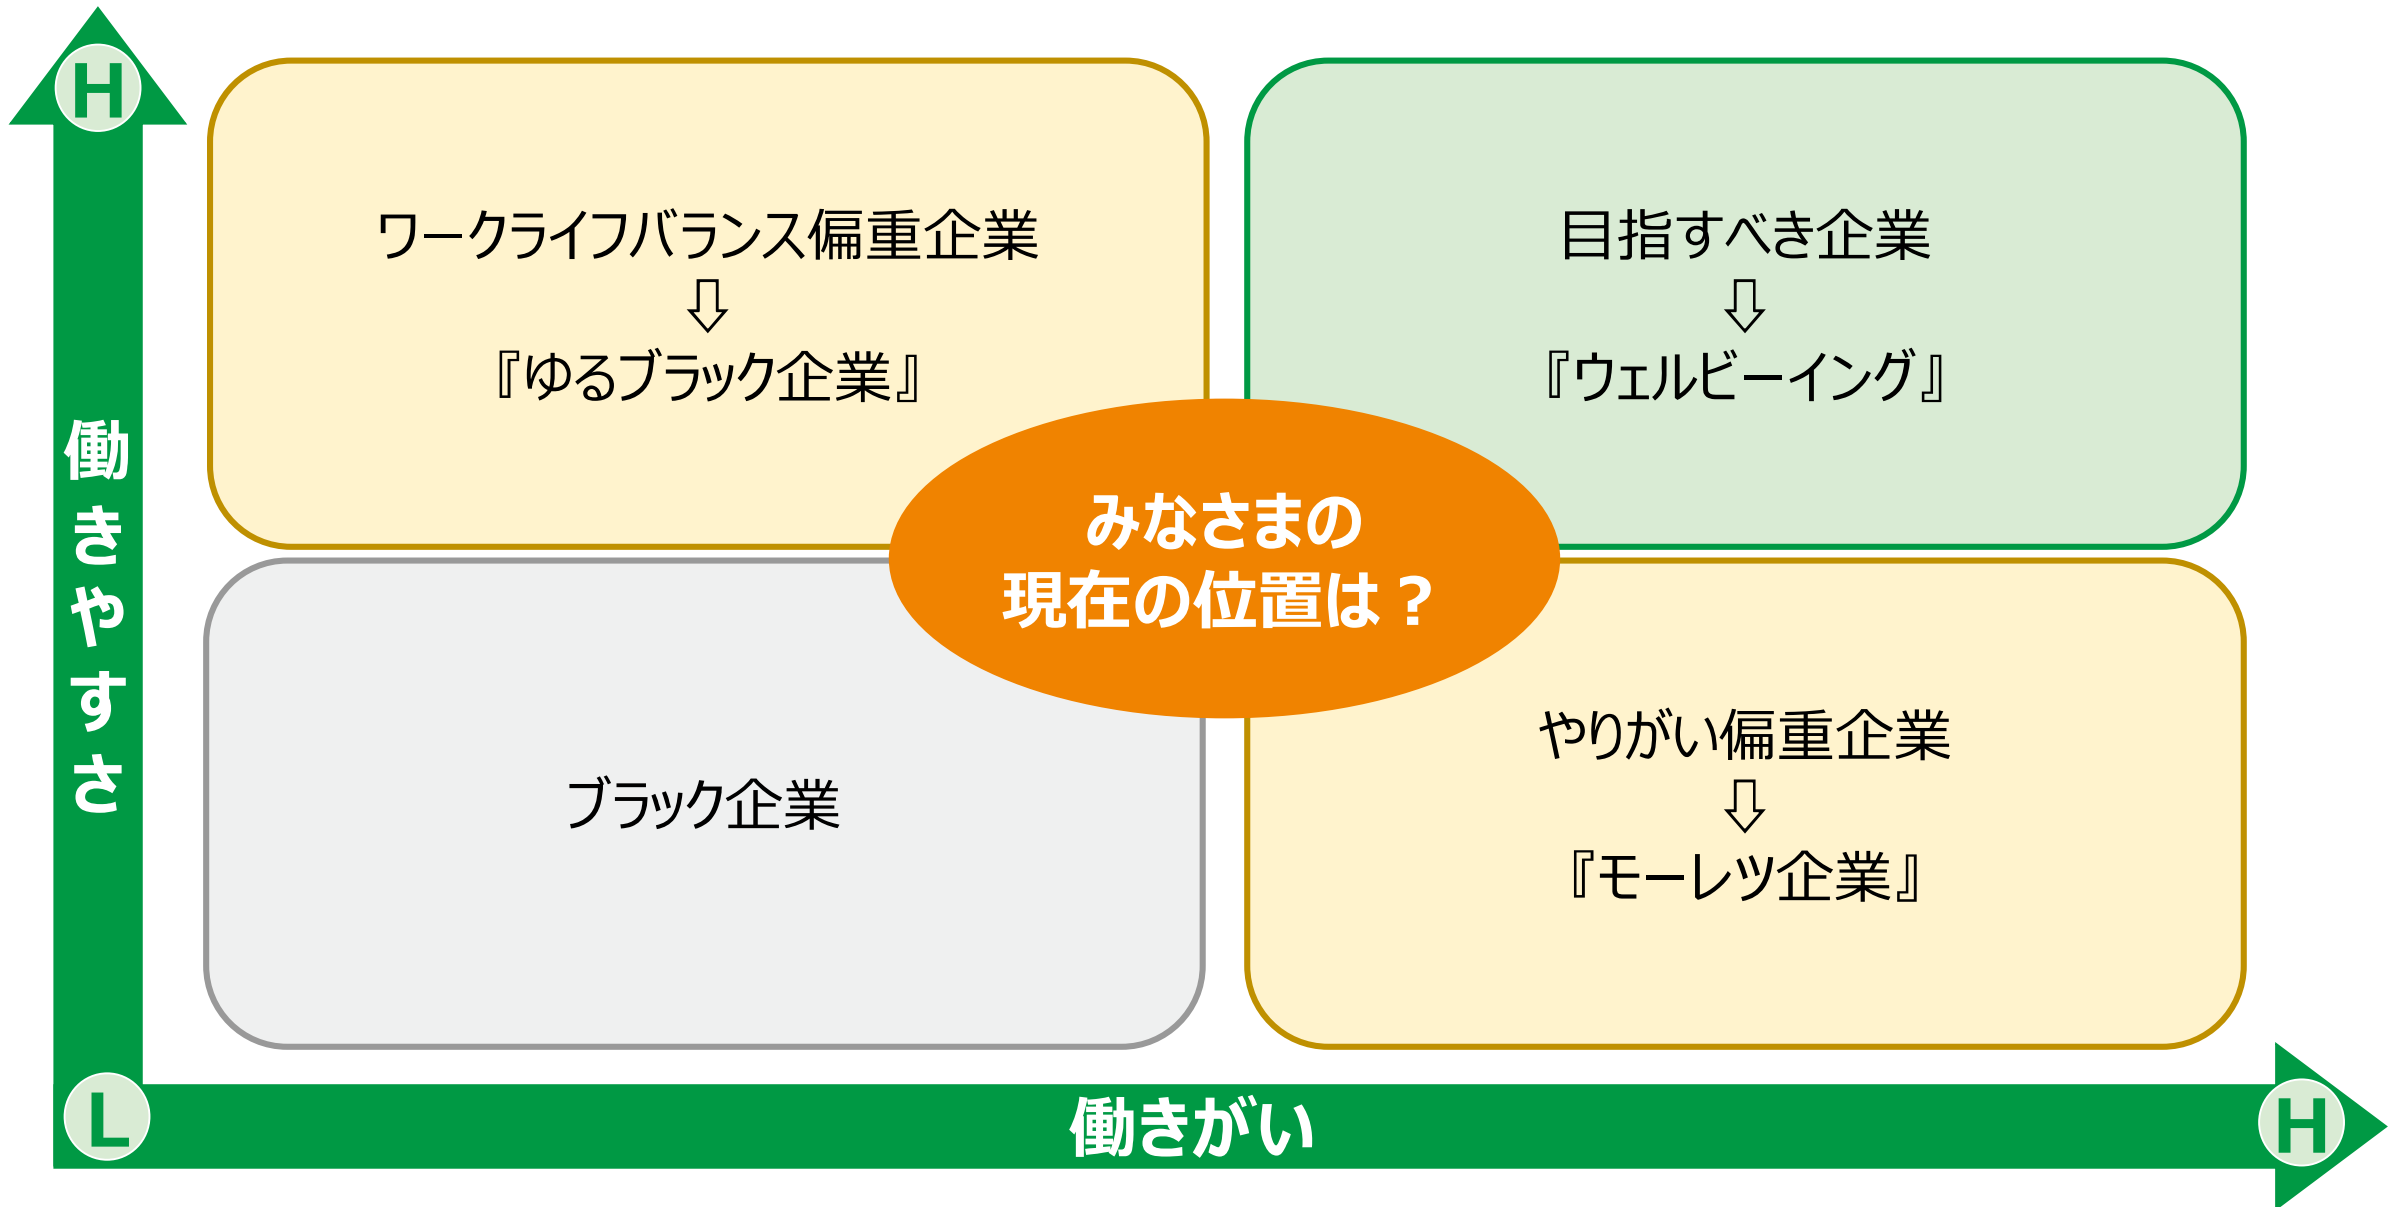 H
ワークライフバランス偏重企業
⇩
『ゆるブラック企業』
目指すべき企業
⇩
『ウェルビーイング』
働きやすさ
みなさまの
現在の位置は？
ブラック企業
やりがい偏重企業
⇩
『モーレツ企業』
L
働きがい
H